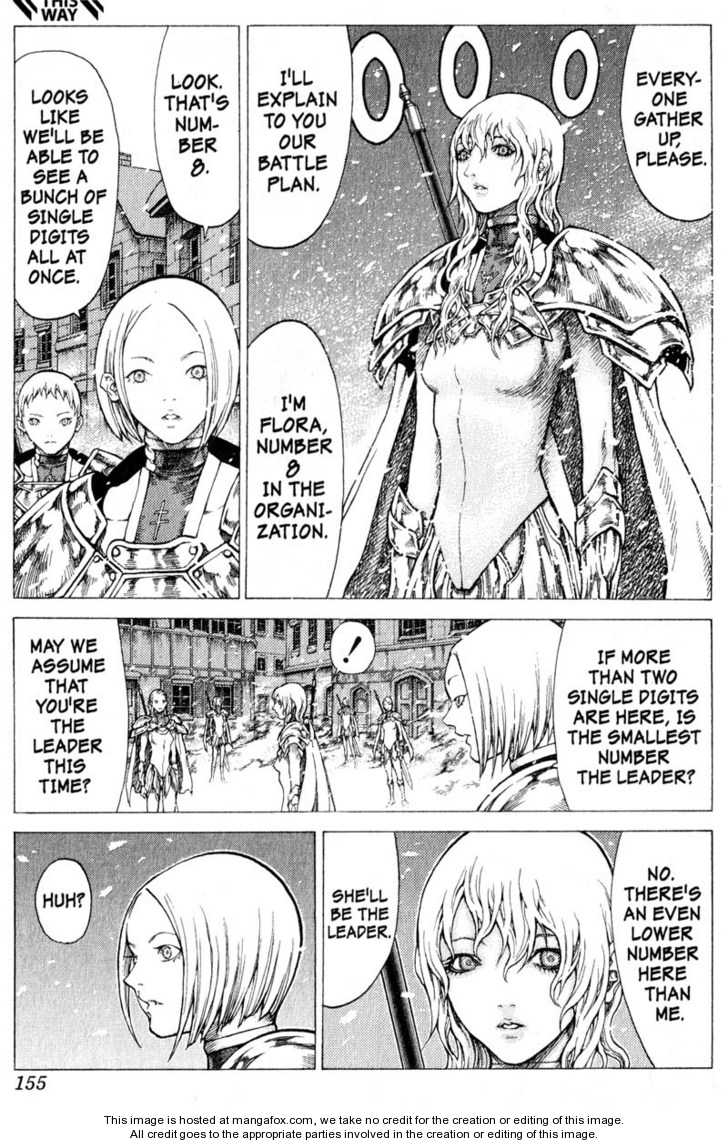 THIS
WAY
EVERY-
ONE
GATHER
UP,
PLEASE.
I'LL
EXPLAIN
TO YOU
OUR
BATTLE
PLAN.
I'M
FLORA,
NUMBER
8
IN THE
ORGANI-
ZATION.
LOOK.
THAT'S
NUM-
BER
8.
LOOKS
LIKE
WE'LL BE
ABLE TO
SEE A
BUNCH OF
SINGLE
DIGITS
ALL AT
ONCE.
IF MORE
THAN TWO
SINGLE DIGITS
ARE HERE, IS
THE SMALLEST
NUMBER
THE LEADER?
!
MAY WE
ASSUME
THAT
YOU'RE
THE
LEADER
THIS
TIME?
NO.
THERE'S
AN EVEN
LOWER
NUMBER
HERE
THAN
ME.
SHE'LL
BE THE
LEADER.
HUH?
155
This image is hosted at mangafox.com, we take no credit for the creation or editing of this image.
All credit goes to the appropriate parties involved in the creation or editing of this image.